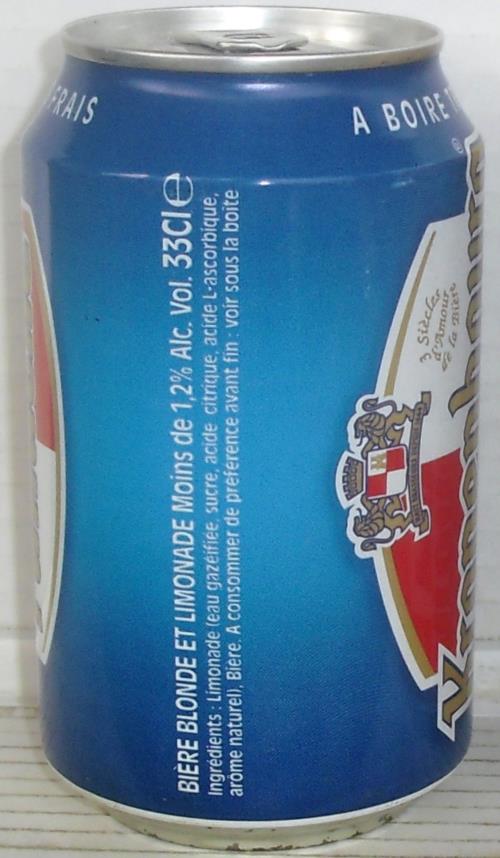 FRAIS
A BOIRE
BIÈRE BLONDE ET LIMONADE Moins de 1,2% Alc. Vol. 33Cl e
Ingrédients : Limonade (eau gazéifiée, sucre, acide citrique, acide L-ascorbique,
arôme naturel), Bière. A consommer de préférence avant fin : voir sous la boîte
3 Siècles
d'Amour
de la Bière